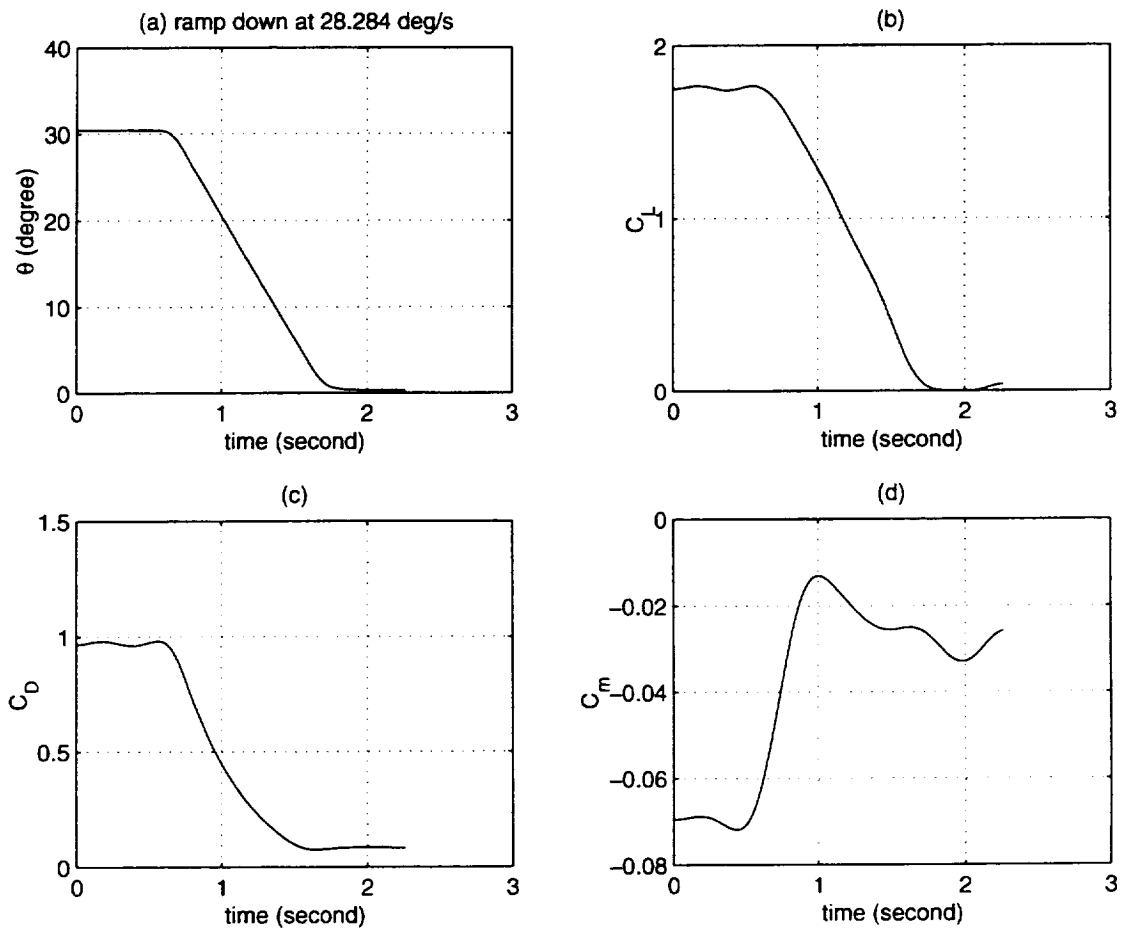 (a) ramp down at 28.284 deg/s
40
30
20
10
0
θ (degree)
0 1 2 3
time (second)
(b)
2
1
0
C_L
0 1 2 3
time (second)
(c)
1.5
1
0.5
0
C_D
0 1 2 3
time (second)
(d)
0
−0.02
−0.04
−0.06
−0.08
C_m
0 1 2 3
time (second)